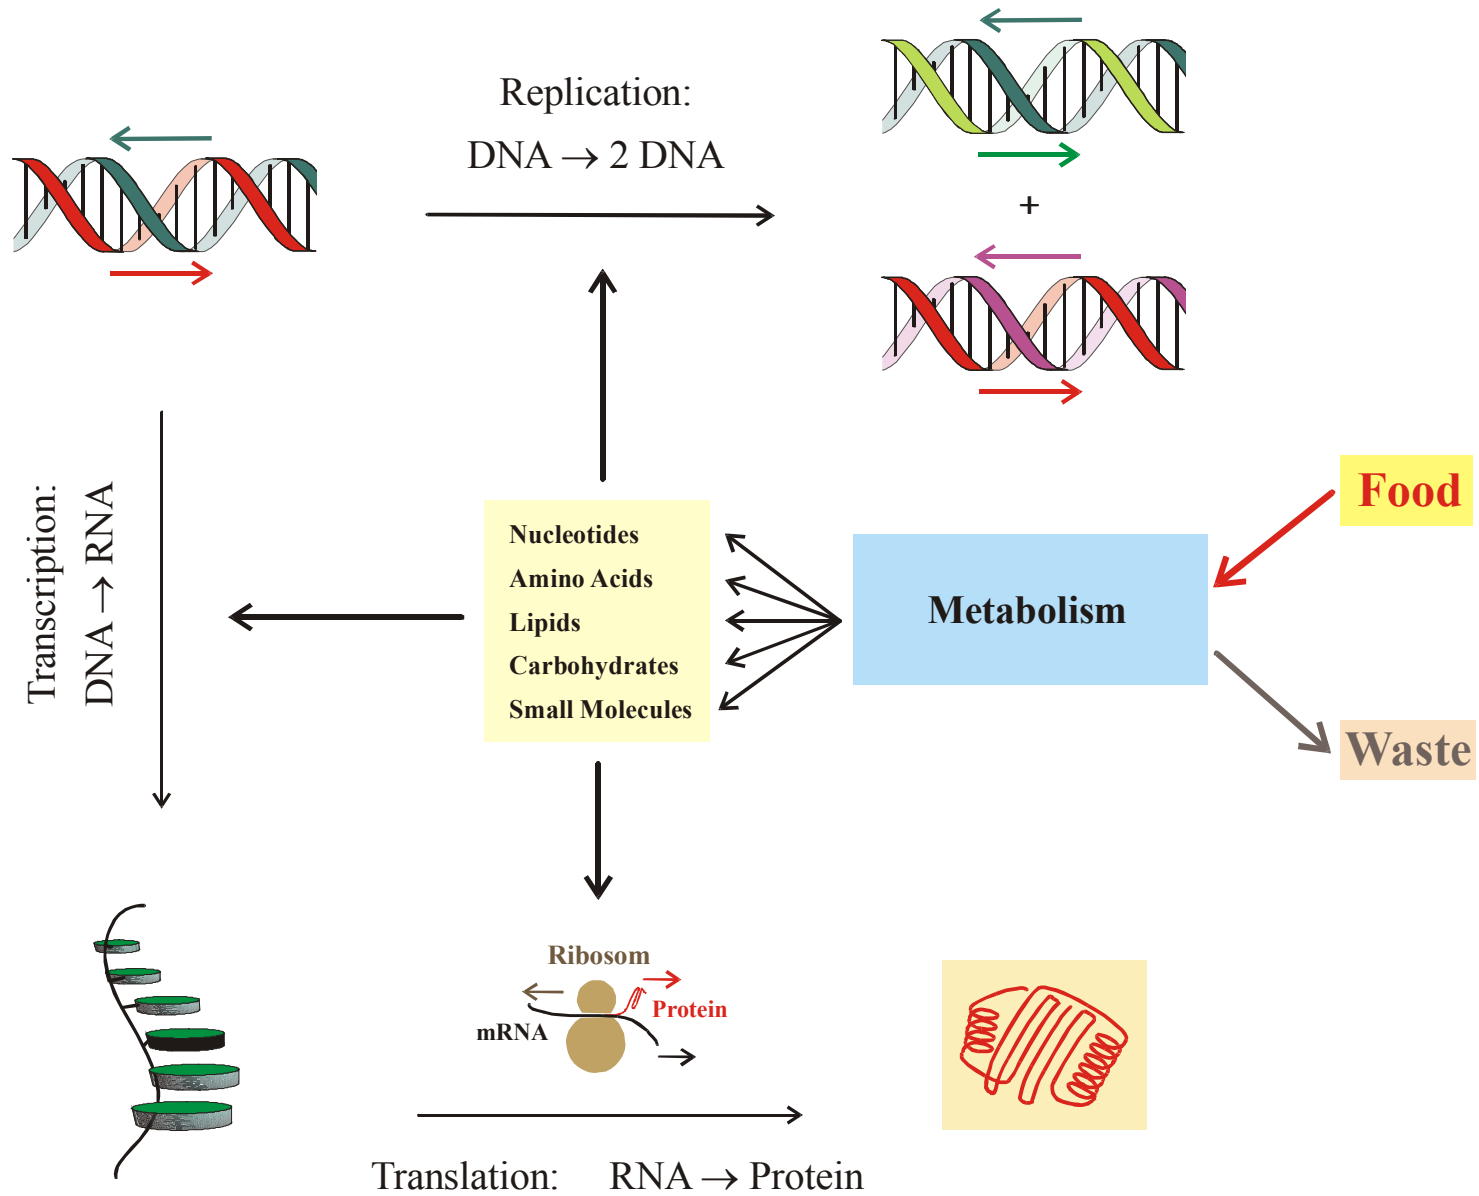 Replication:
DNA → 2 DNA
+
Transcription:
DNA → RNA
Nucleotides
Amino Acids
Lipids
Carbohydrates
Small Molecules
Metabolism
Food
Waste
Ribosom
Protein
mRNA
Translation: RNA → Protein